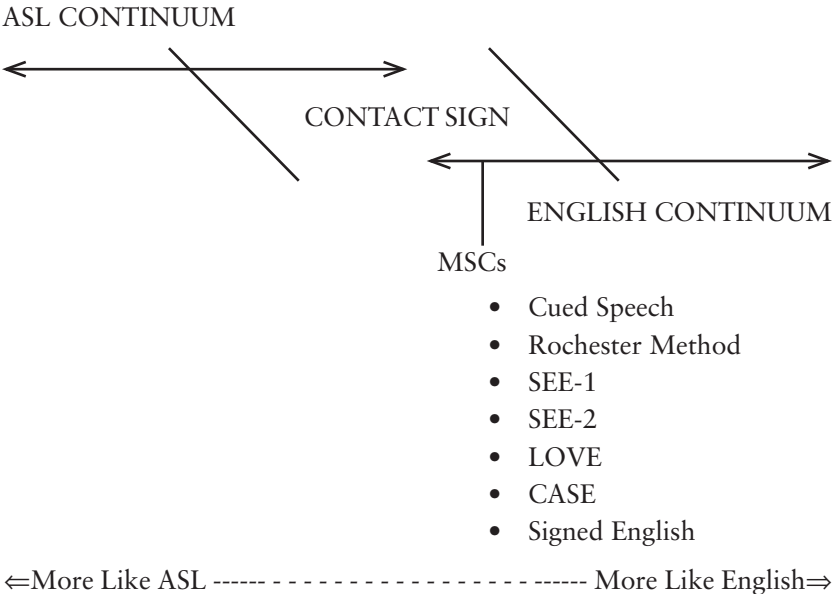 ASL CONTINUUM
CONTACT SIGN
ENGLISH CONTINUUM
MSCs
• Cued Speech
• Rochester Method
• SEE-1
• SEE-2
• LOVE
• CASE
• Signed English
⇐More Like ASL ------ - - - - - - - - - - - - - - - - - ------ More Like English⇒